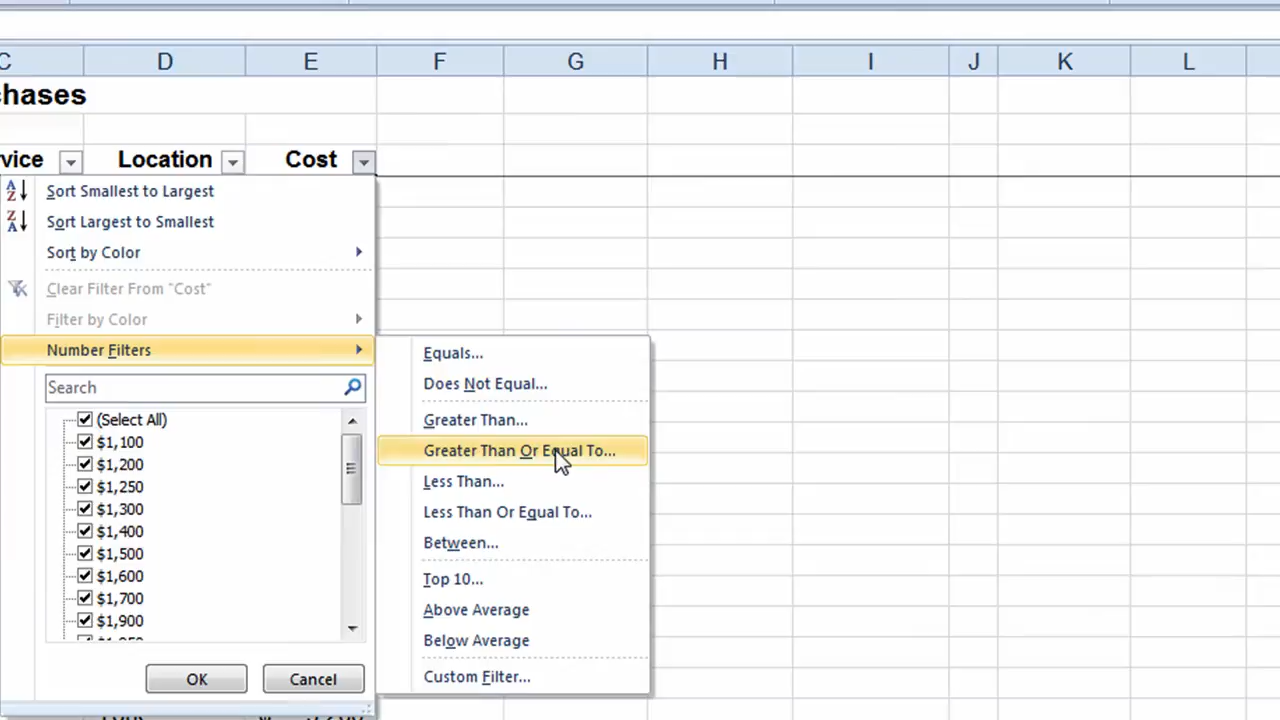 C D E F G H I J K L
chases
vice Location Cost
Sort Smallest to Largest
Sort Largest to Smallest
Sort by Color
Clear Filter From "Cost"
Filter by Color
Number Filters
Search
(Select All)
$1,100
$1,200
$1,250
$1,300
$1,400
$1,500
$1,600
$1,700
$1,900
OK Cancel
Equals...
Does Not Equal...
Greater Than...
Greater Than Or Equal To...
Less Than...
Less Than Or Equal To...
Between...
Top 10...
Above Average
Below Average
Custom Filter...